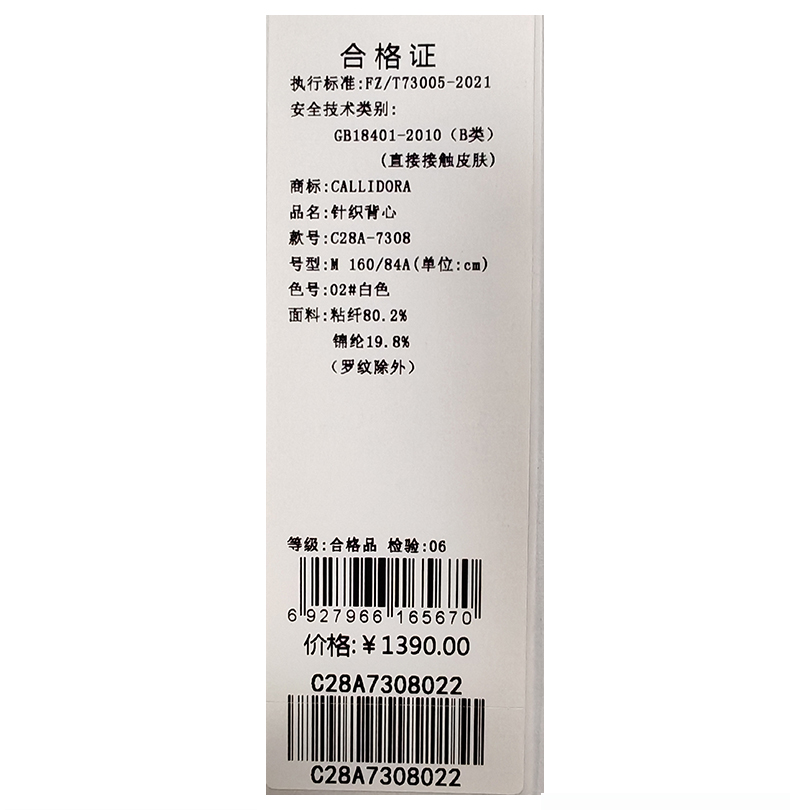 合格证
执行标准:FZ/T73005-2021
安全技术类别:
GB18401-2010（B类）
(直接接触皮肤)
商标:CALLIDORA
品名:针织背心
款号:C28A-7308
号型:M 160/84A(单位:cm)
色号:02#白色
面料:粘纤80.2%
锦纶19.8%
（罗纹除外）
等级:合格品 检验:06
6 927966 165670
价格:￥1390.00
C28A7308022
C28A7308022